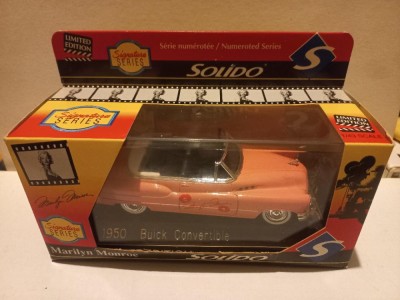 LIMITED
EDITION
Signature
SERIES
Série numérotée / Numerated Series
SOLIDO
S
Signature
SERIES
LIMITED
EDITION
1950 Buick Convertible
Signature
SERIES
Marilyn Monroe
SOLIDO
S